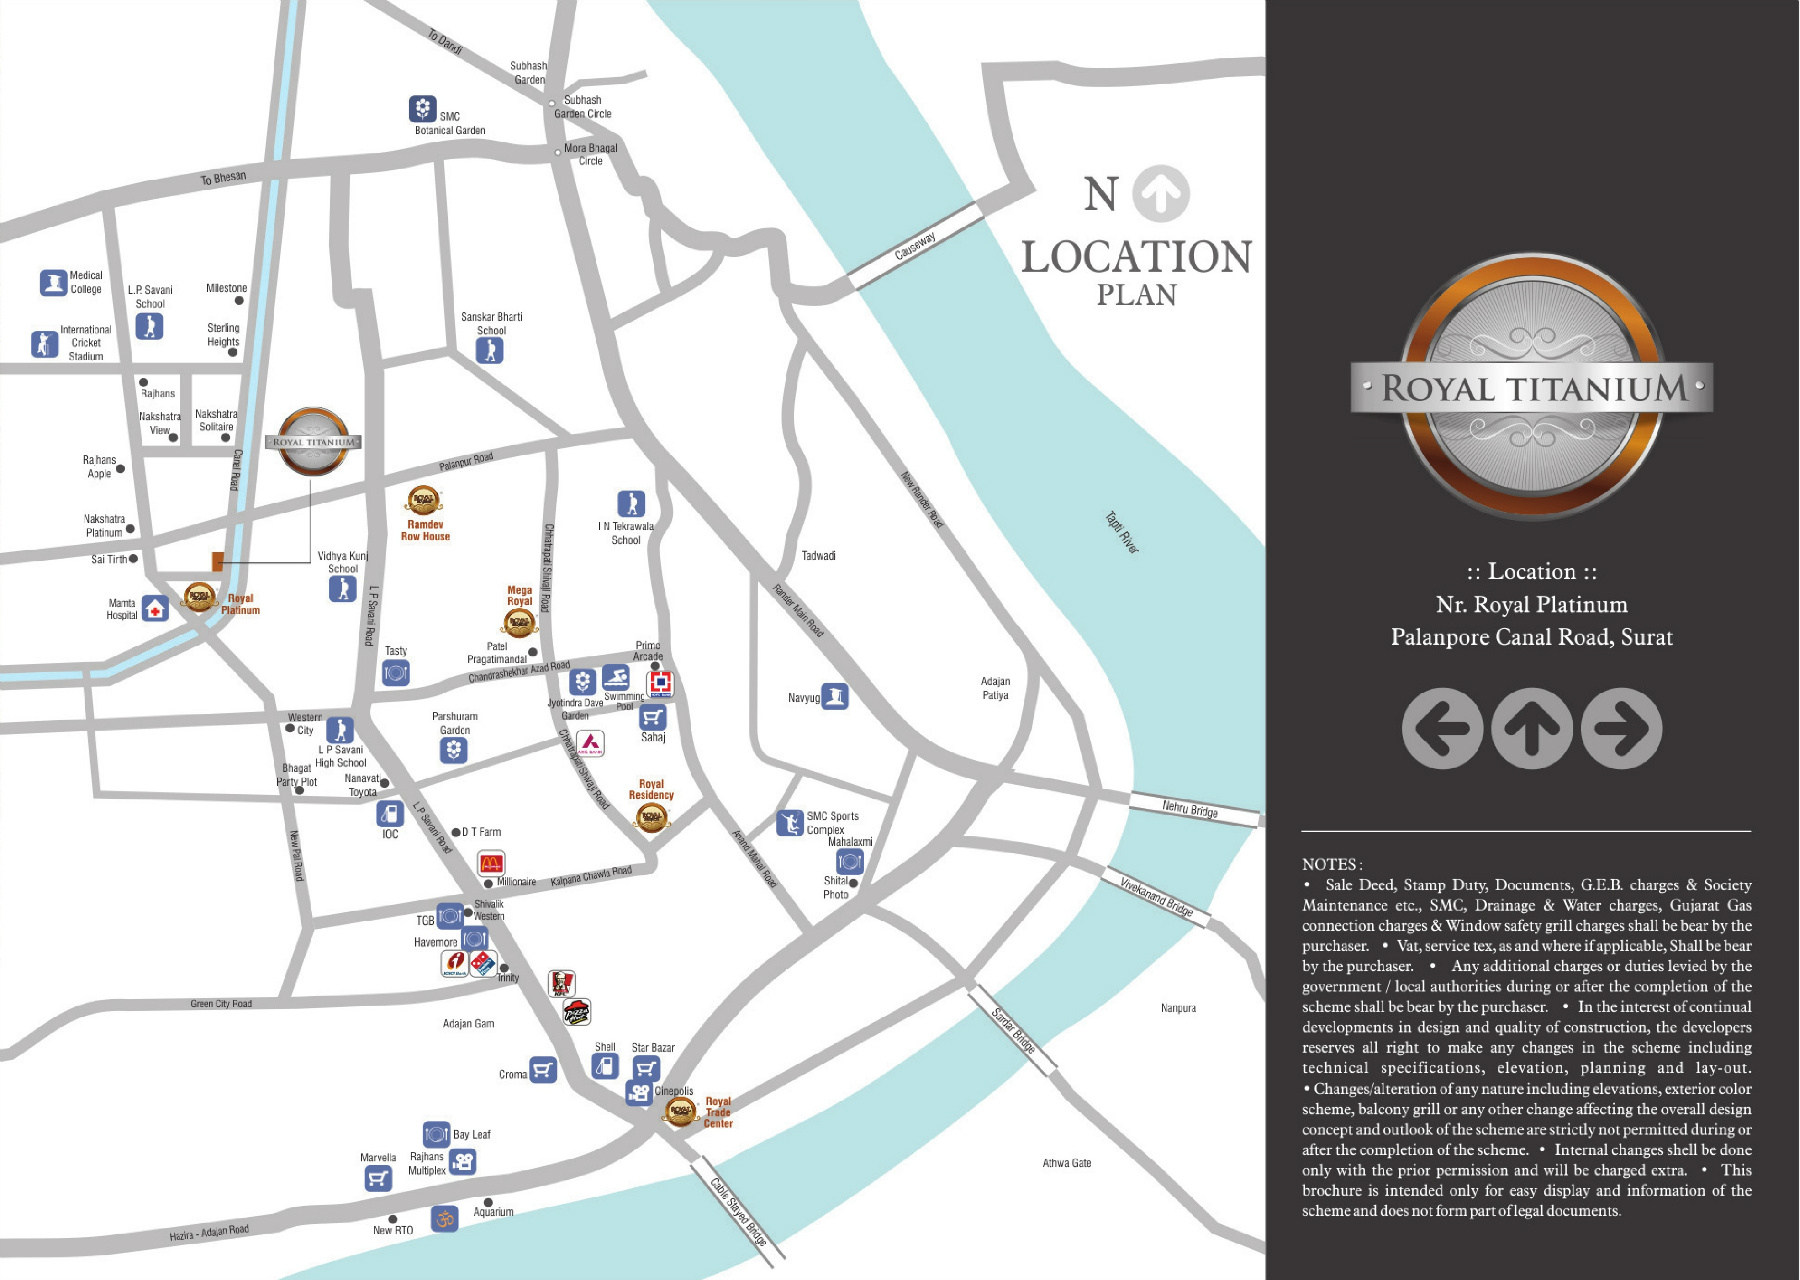 To Dandi
Subhash
Garden
Subhash
Garden Circle
SMC
Botanical Garden
Mora Bhagal
Circle
To Bhesan
N
LOCATION
PLAN
Causeway
Medical
College
L.P. Savani
School
Milestone
International
Cricket
Stadium
Sterling
Heights
Sanskar Bharti
School
Rajhans
Nakshatra
View
Nakshatra
Solitaire
ROYAL TITANIUM
Rajhans
Apple
Canal Road
Palanpur Road
New Rander Road
Tapti River
Ramdev
Row House
I N Tekrawala
School
Nakshatra
Platinum
Sai Tirth
Vidhya Kunj
School
Chhatrapati Shivaji Road
Tadwadi
Mamta
Hospital
Royal
Platinum
L P Savani Road
Mega
Royal
Rander Main Road
Patel
Pragatimandal
Primo
Arcade
Tasty
Chandrashekhar Azad Road
Jyotindra Dave
Garden
Swimming
Pool
Navyug
Adajan
Patiya
Western
City
Parshuram
Garden
Sahaj
AXIS BANK
L P Savani
High School
Bhagat
Party Plot
Nanavati
Toyota
Chhatrapati Shivaji Road
Royal
Residency
IOC
L P Savani Road
D T Farm
SMC Sports
Complex
Mahalaxmi
Nehru Bridge
New Pal Road
Anand Mahal Road
Millionaire
Kalpana Chawla Road
Shital
Photo
Vivekanand Bridge
TGB
Shivalik
Western
Havemore
Trinity
KFC
Green City Road
Adajan Gam
Sardar Bridge
Nanpura
Croma
Shell
Star Bazar
Cinepolis
Royal
Trade
Center
Bay Leaf
Marvella
Rajhans
Multiplex
Athwa Gate
Cable Stayed Bridge
Aquarium
New RTO
Hazira - Adajan Road
ROYAL TITANIUM
:: Location ::
Nr. Royal Platinum
Palanpore Canal Road, Surat
NOTES :
• Sale Deed, Stamp Duty, Documents, G.E.B. charges & Society
Maintenance etc., SMC, Drainage & Water charges, Gujarat Gas
connection charges & Window safety grill charges shall be bear by the
purchaser. • Vat, service tex, as and where if applicable, Shall be bear
by the purchaser. • Any additional charges or duties levied by the
government / local authorities during or after the completion of the
scheme shall be bear by the purchaser. • In the interest of continual
developments in design and quality of construction, the developers
reserves all right to make any changes in the scheme including
technical specifications, elevation, planning and lay-out.
• Changes/alteration of any nature including elevations, exterior color
scheme, balcony grill or any other change affecting the overall design
concept and outlook of the scheme are strictly not permitted during or
after the completion of the scheme. • Internal changes shell be done
only with the prior permission and will be charged extra. • This
brochure is intended only for easy display and information of the
scheme and does not form part of legal documents.